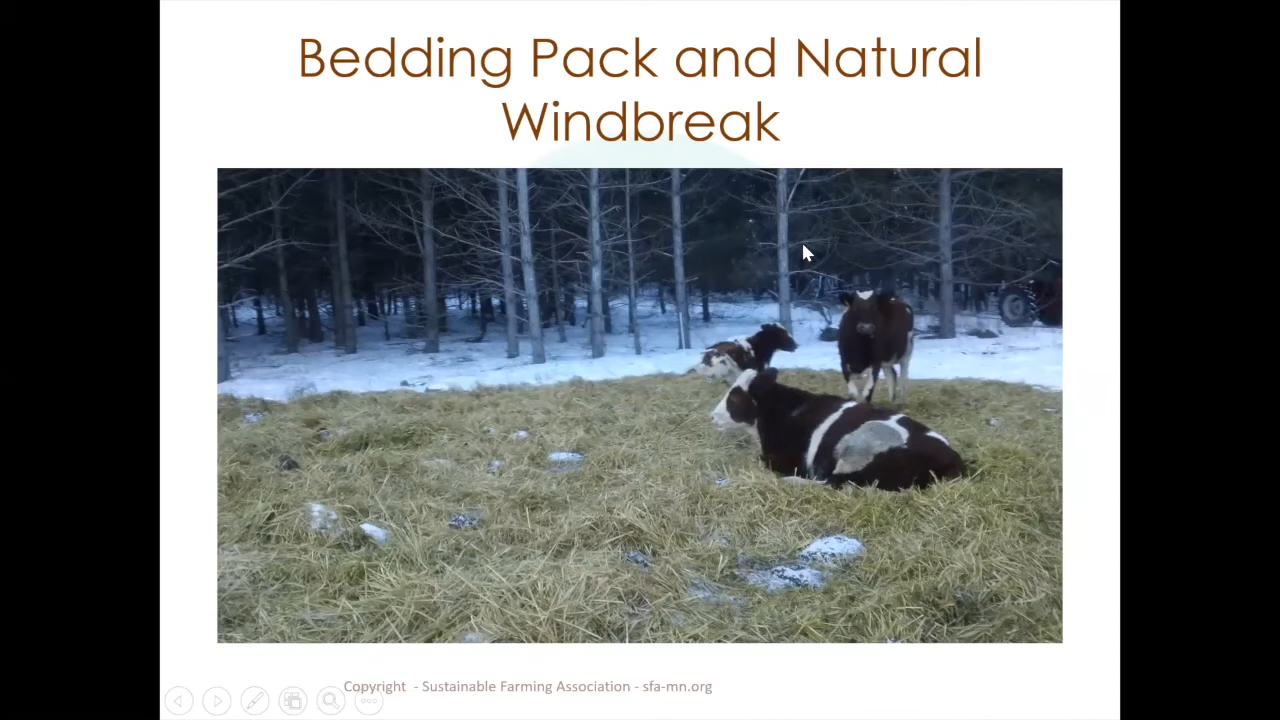 Bedding Pack and Natural
Windbreak
Copyright  - Sustainable Farming Association - sfa-mn.org